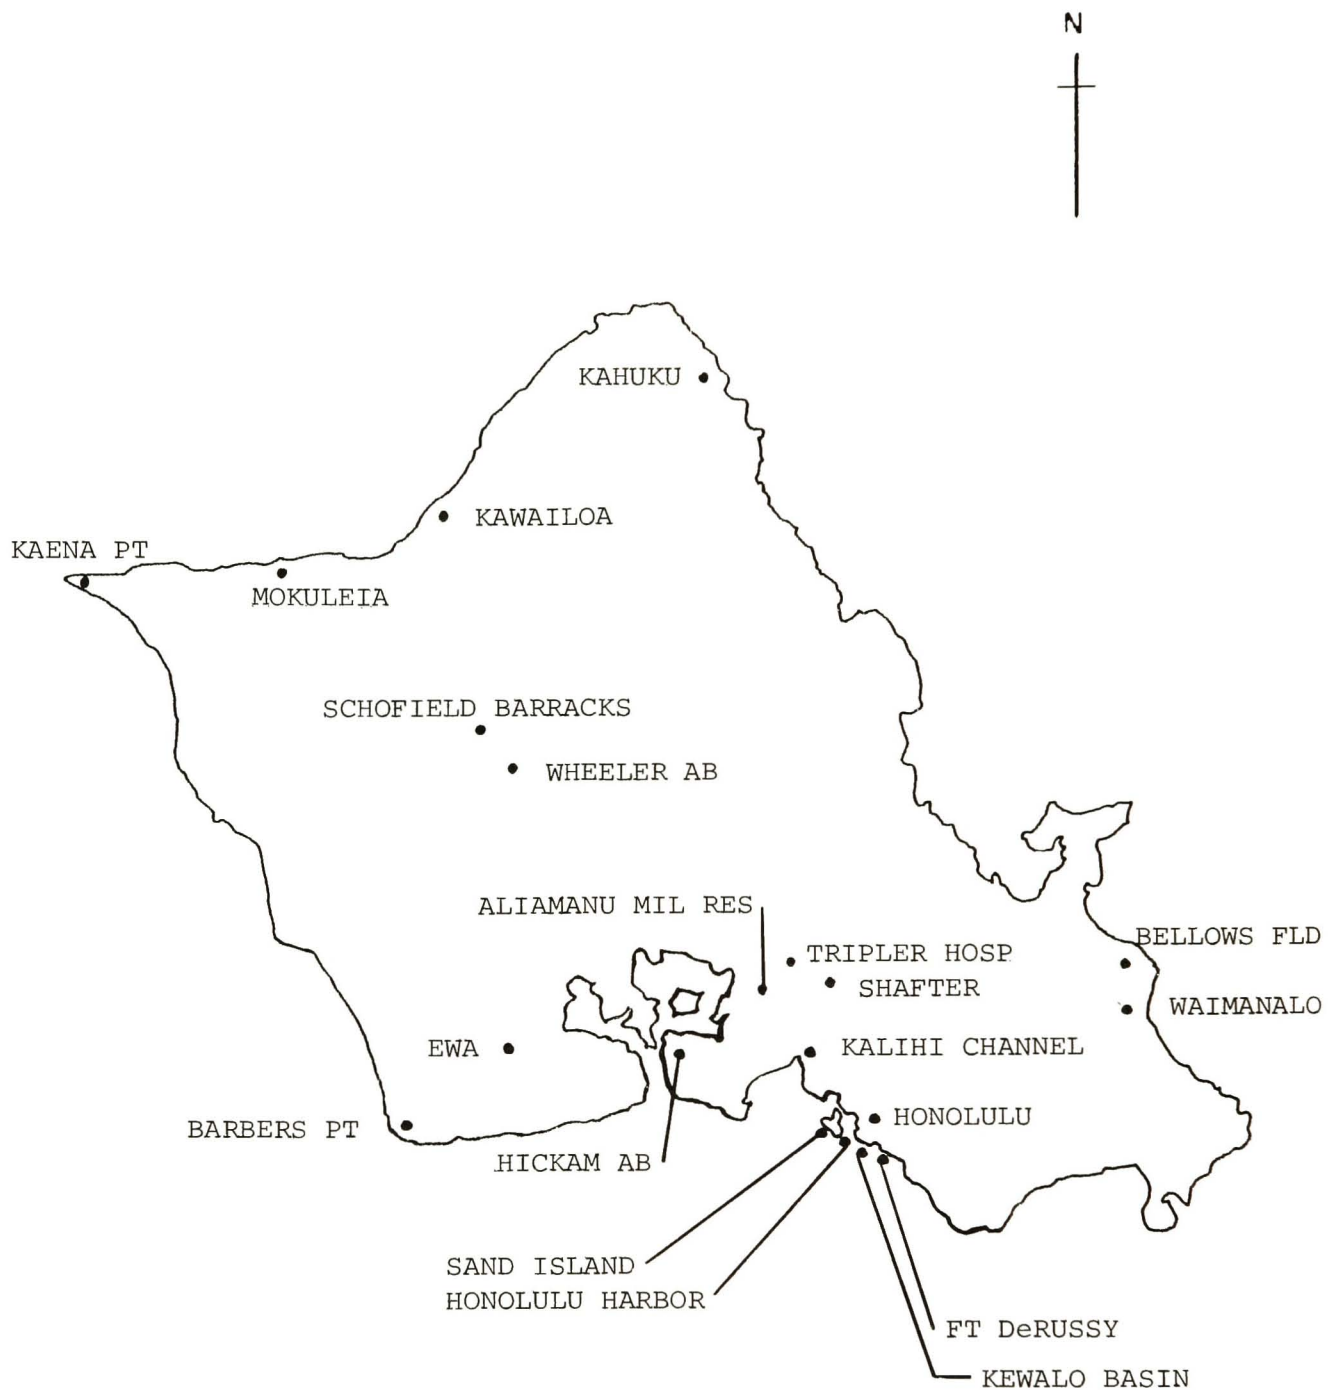 N
KAHUKU
KAWAILOA
KAENA PT
MOKULEIA
SCHOFIELD BARRACKS
WHEELER AB
ALIAMANU MIL RES
BELLOWS FLD
TRIPLER HOSP
SHAFTER
WAIMANALO
EWA
KALIHI CHANNEL
HONOLULU
BARBERS PT
HICKAM AB
SAND ISLAND
HONOLULU HARBOR
FT DeRUSSY
KEWALO BASIN